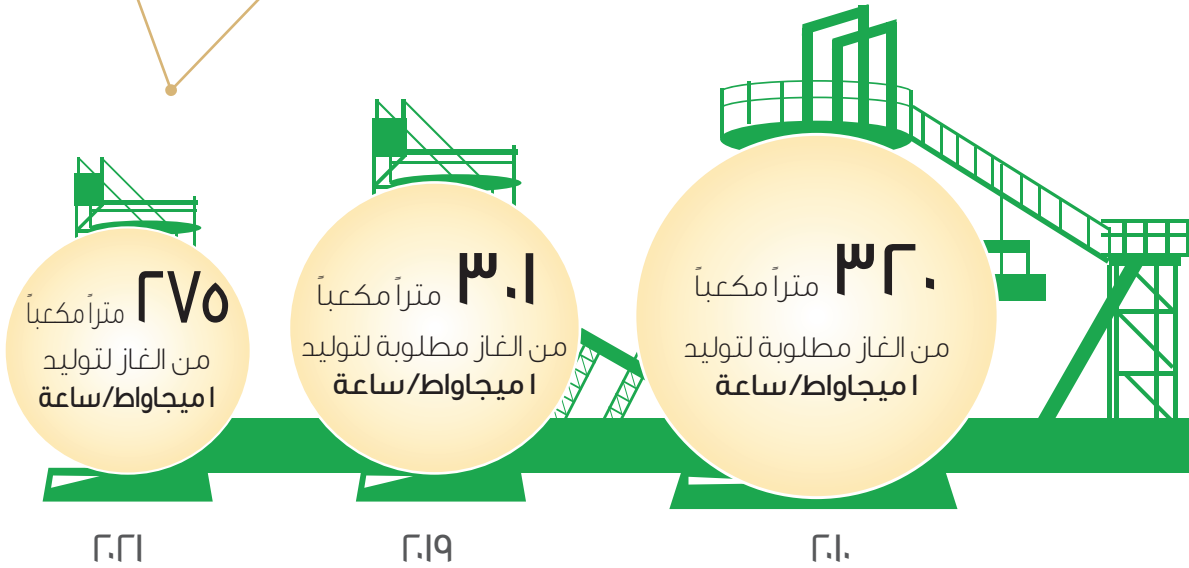 ٣٢٠ متراً مكعباً
من الغاز مطلوبة لتوليد
١ ميجاواط/ساعة
٢٠١٠
٣٠١ متراً مكعباً
من الغاز مطلوبة لتوليد
١ ميجاواط/ساعة
٢٠١٩
٢٧٥ متراً مكعباً
من الغاز لتوليد
١ ميجاواط/ساعة
٢٠٢١